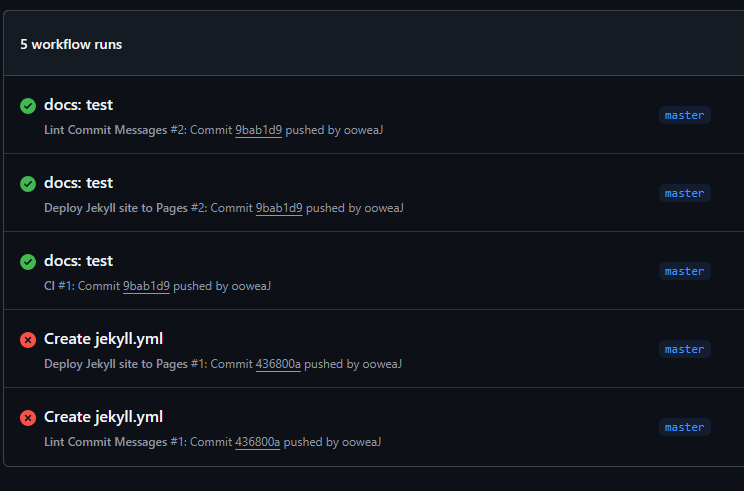 5 workflow runs
docs: test
master
Lint Commit Messages #2: Commit 9bab1d9 pushed by ooweaJ
docs: test
master
Deploy Jekyll site to Pages #2: Commit 9bab1d9 pushed by ooweaJ
docs: test
master
CI #1: Commit 9bab1d9 pushed by ooweaJ
Create jekyll.yml
master
Deploy Jekyll site to Pages #1: Commit 436800a pushed by ooweaJ
Create jekyll.yml
master
Lint Commit Messages #1: Commit 436800a pushed by ooweaJ